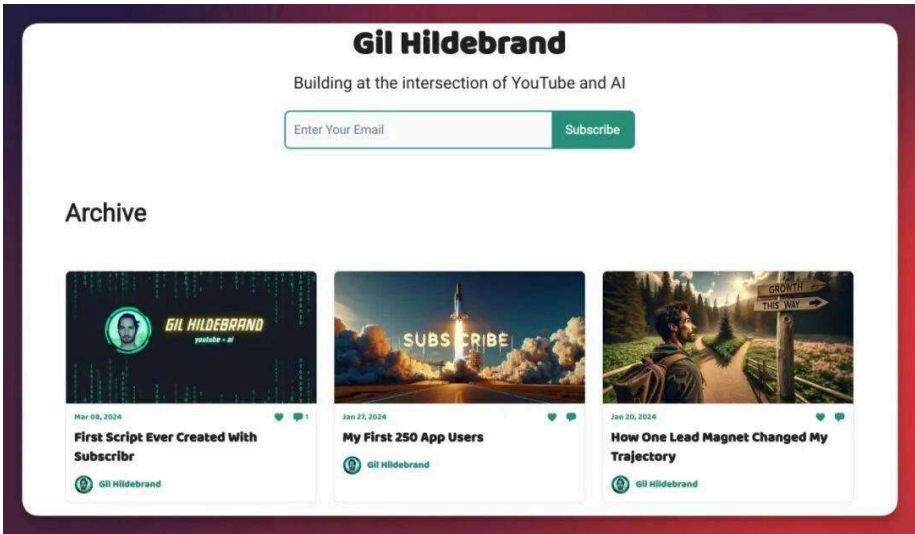 Gil Hildebrand
Building at the intersection of YouTube and AI
Enter Your Email
Subscribe
Archive
GIL HILDEBRAND
youtube + ai
Mar 08, 2024
1
First Script Ever Created With
Subscribr
Gil Hildebrand
SUBSCRIBE
Jan 27, 2024
My First 250 App Users
Gil Hildebrand
GROWTH
THIS WAY
Jan 20, 2024
How One Lead Magnet Changed My
Trajectory
Gil Hildebrand